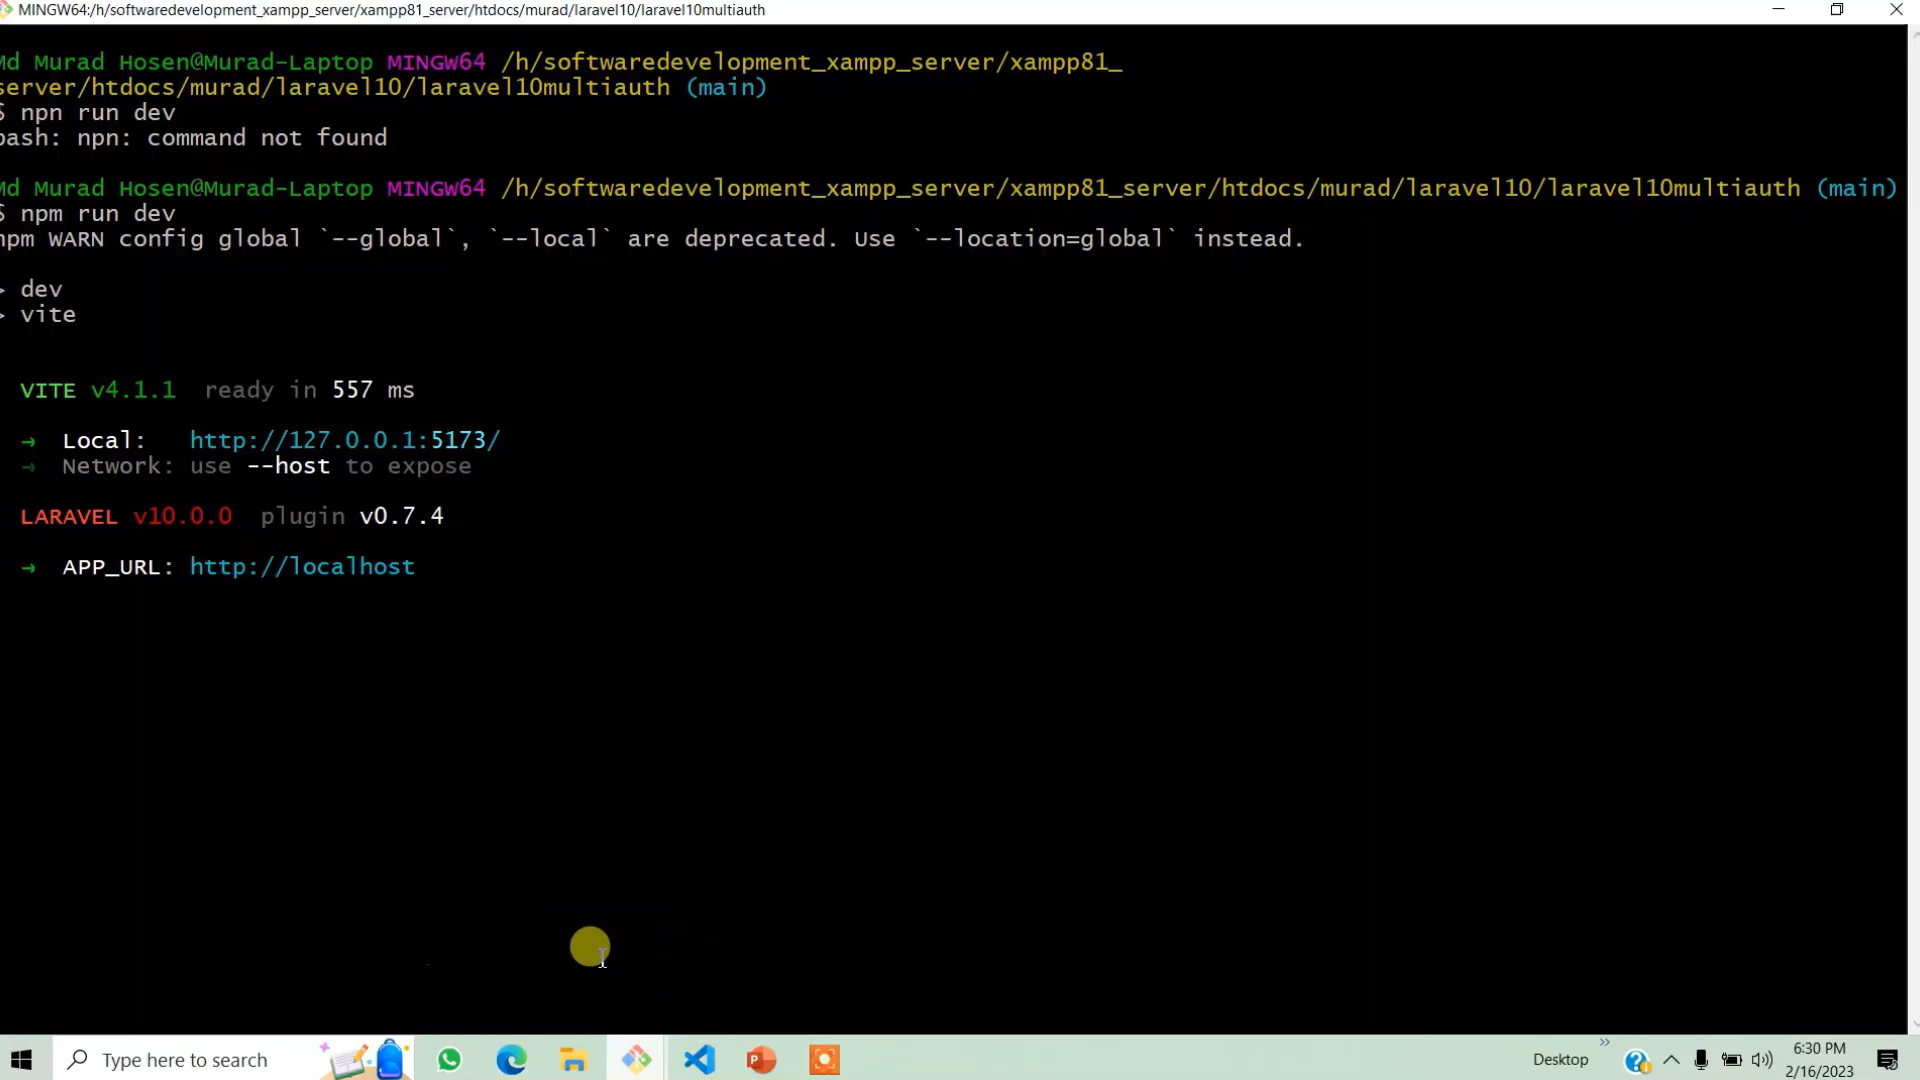 MINGW64:/h/softwaredevelopment_xampp_server/xampp81_server/htdocs/murad/laravel10/laravel10multiauth
Md Murad Hosen@Murad-Laptop MINGW64 /h/softwaredevelopment_xampp_server/xampp81_
server/htdocs/murad/laravel10/laravel10multiauth (main)
$ npn run dev
bash: npn: command not found
Md Murad Hosen@Murad-Laptop MINGW64 /h/softwaredevelopment_xampp_server/xampp81_server/htdocs/murad/laravel10/laravel10multiauth (main)
$ npm run dev
npm WARN config global `--global`, `--local` are deprecated. Use `--location=global` instead.
> dev
> vite
VITE v4.1.1 ready in 557 ms
➜ Local: http://127.0.0.1:5173/
➜ Network: use --host to expose
LARAVEL v10.0.0 plugin v0.7.4
➜ APP_URL: http://localhost
Type here to search
Desktop
6:30 PM
2/16/2023